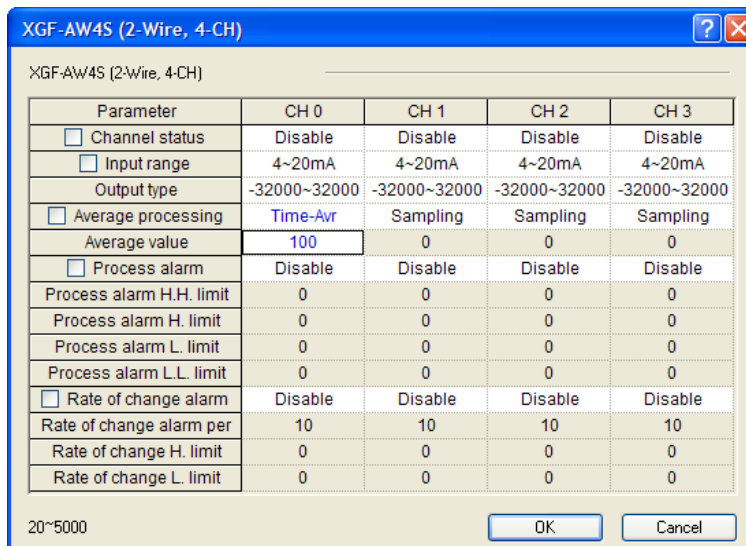 XGF-AW4S (2-Wire, 4-CH)
XGF-AW4S (2-Wire, 4-CH)
Parameter CH 0 CH 1 CH 2 CH 3
Channel status Disable Disable Disable Disable
Input range 4~20mA 4~20mA 4~20mA 4~20mA
Output type -32000~32000 -32000~32000 -32000~32000 -32000~32000
Average processing Time-Avr Sampling Sampling Sampling
Average value 100 0 0 0
Process alarm Disable Disable Disable Disable
Process alarm H.H. limit 0 0 0 0
Process alarm H. limit 0 0 0 0
Process alarm L. limit 0 0 0 0
Process alarm L.L. limit 0 0 0 0
Rate of change alarm Disable Disable Disable Disable
Rate of change alarm per 10 10 10 10
Rate of change H. limit 0 0 0 0
Rate of change L. limit 0 0 0 0
20~5000 OK Cancel